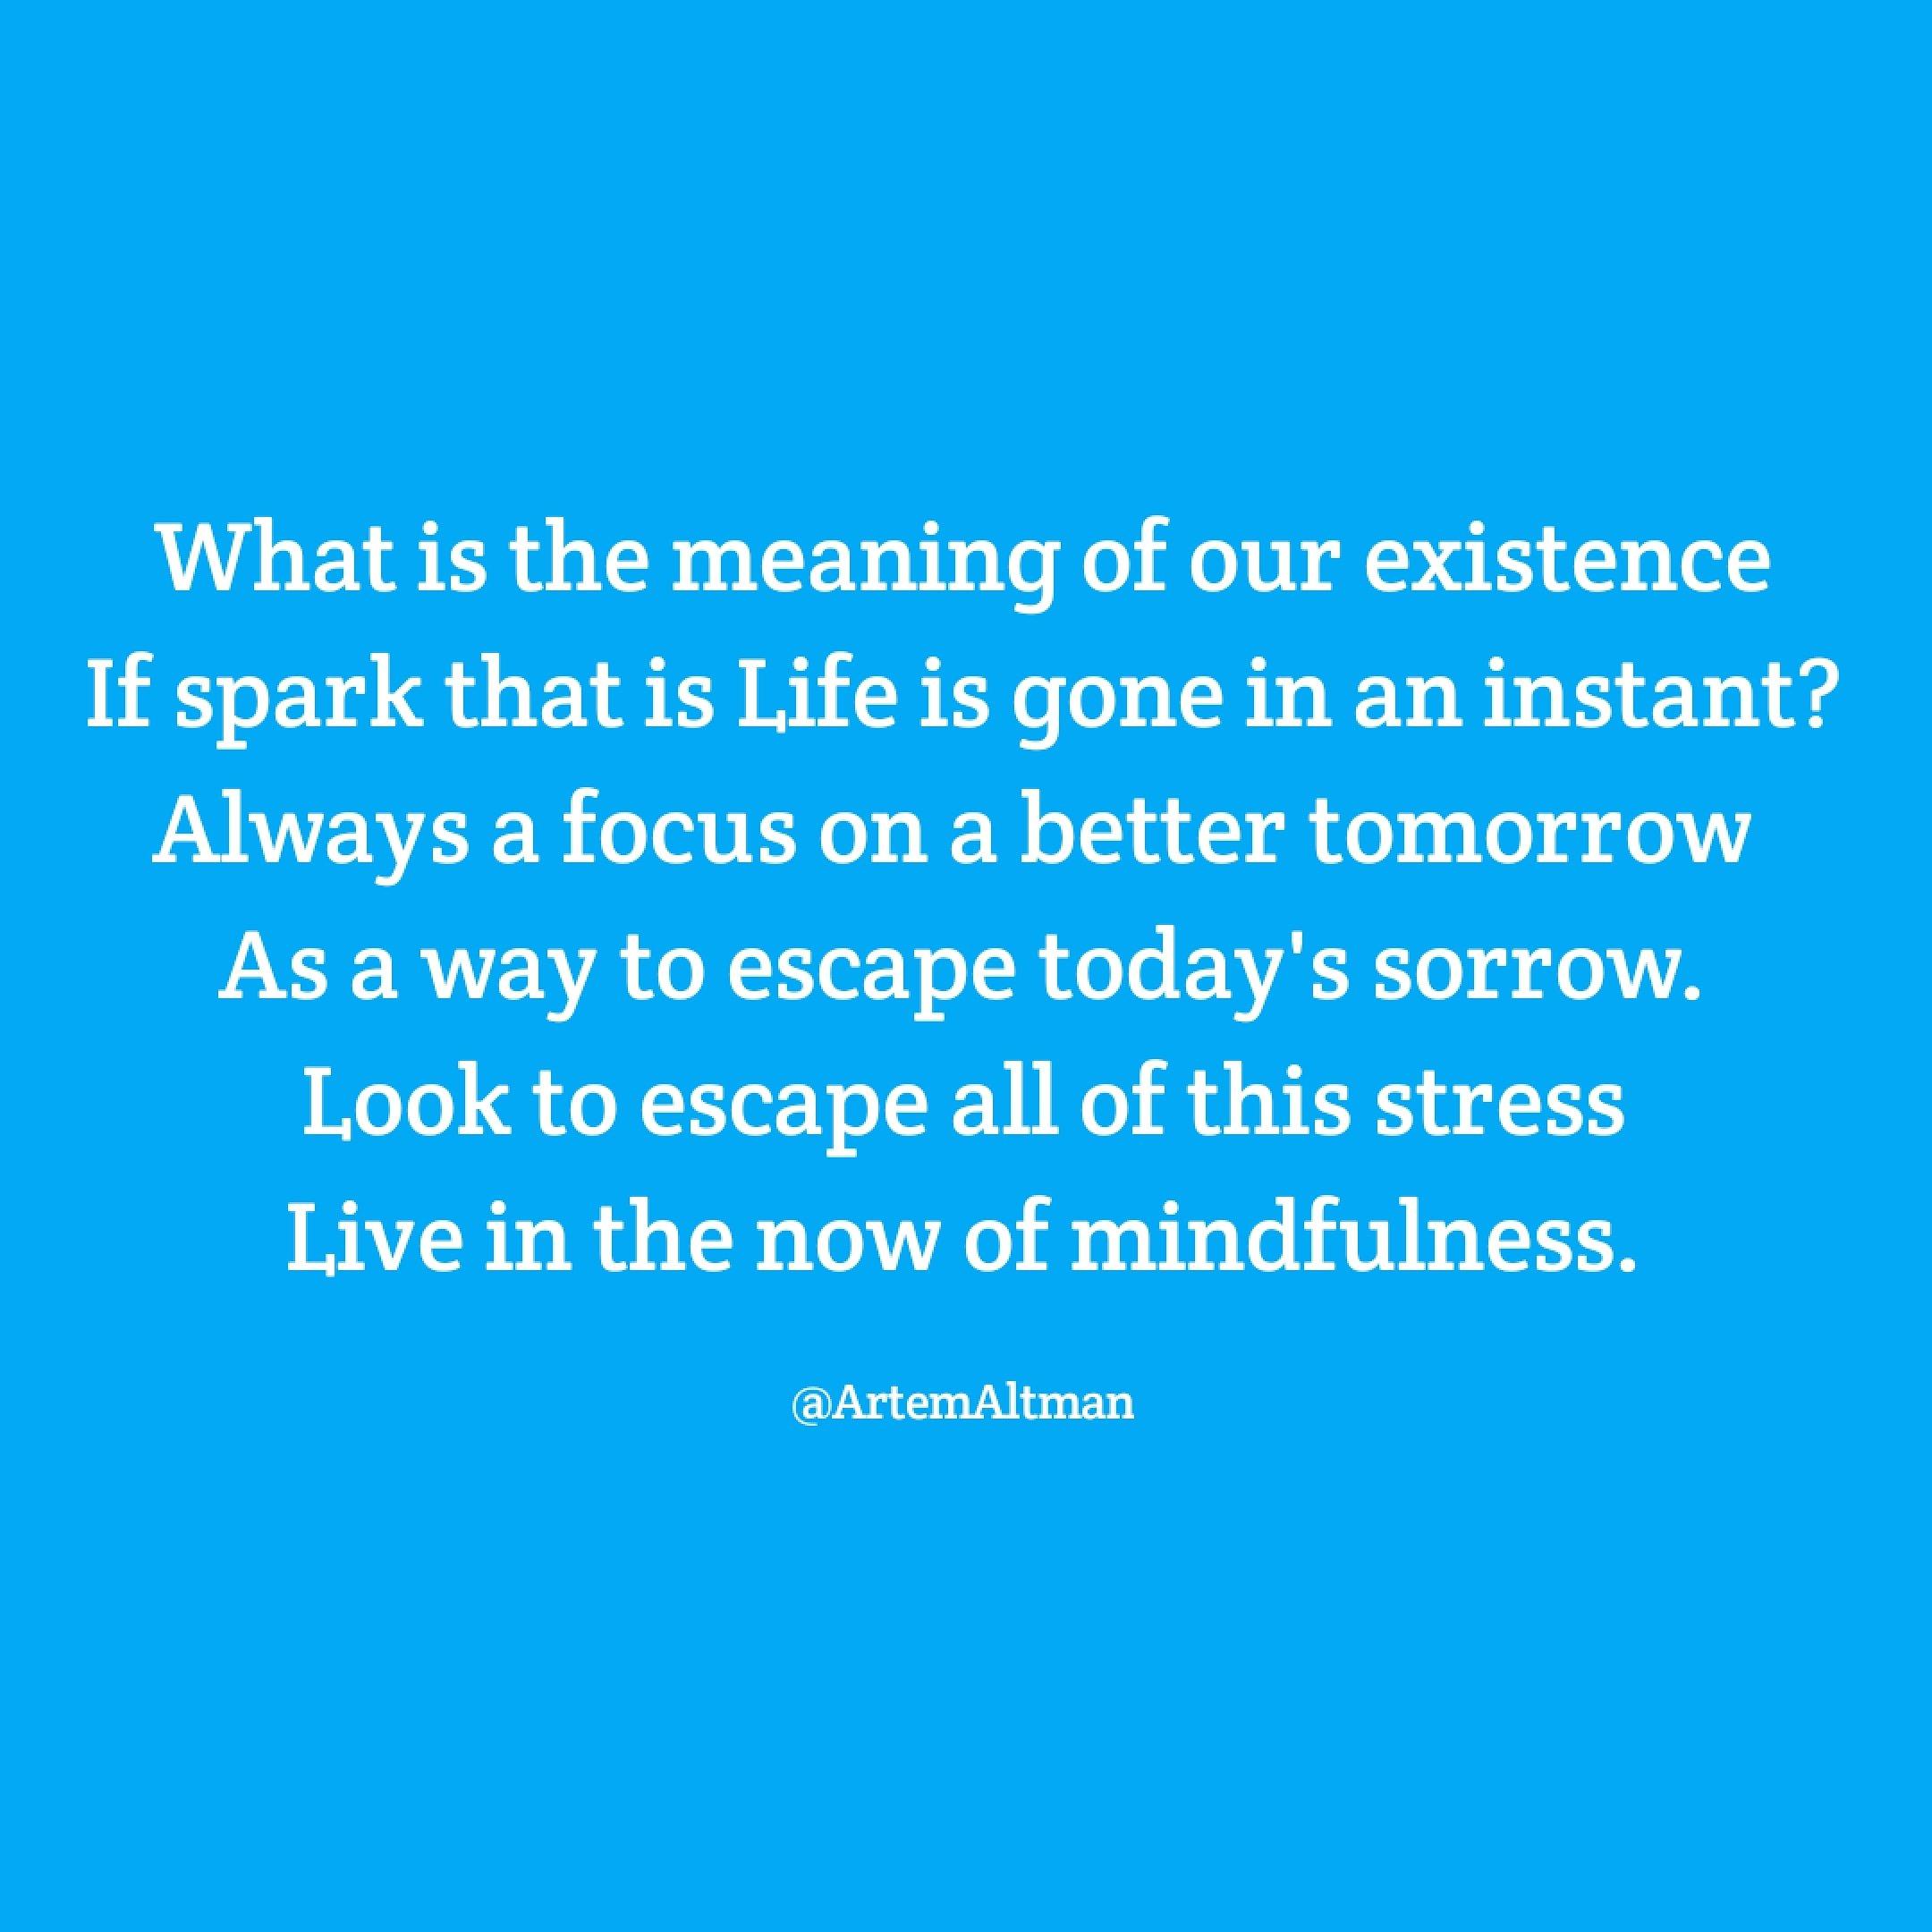 What is the meaning of our existence
If spark that is Life is gone in an instant?
Always a focus on a better tomorrow
As a way to escape today's sorrow.
Look to escape all of this stress
Live in the now of mindfulness.
@ArtemAltman